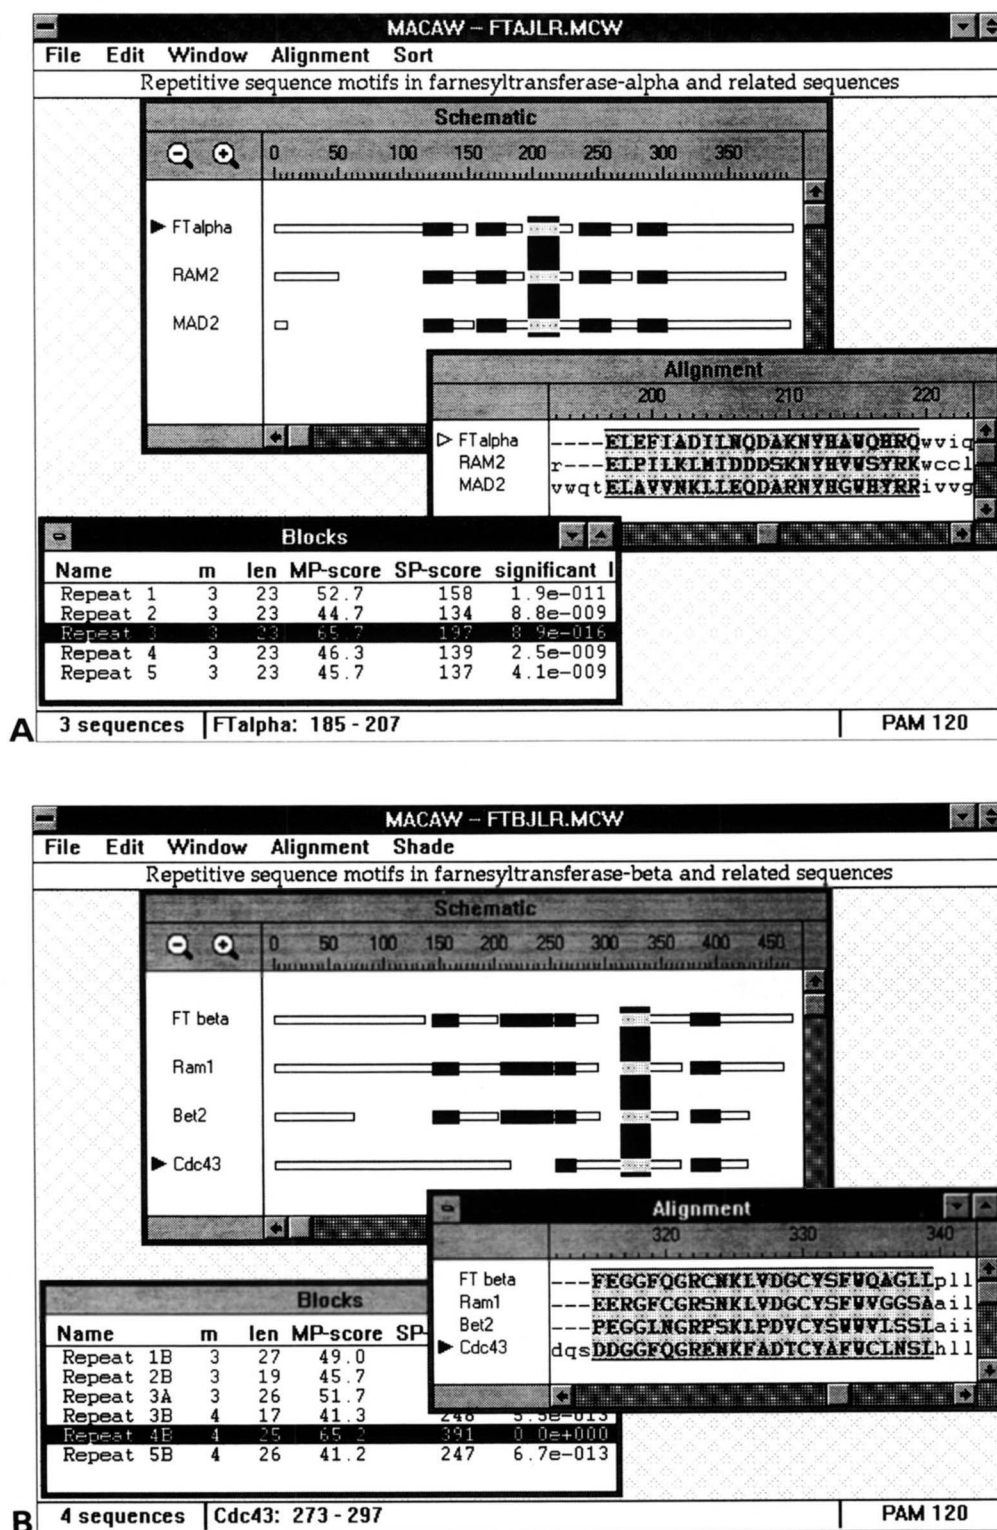 MACAW – FTAJLR.MCW
File Edit Window Alignment Sort
Repetitive sequence motifs in farnesyltransferase-alpha and related sequences
Schematic
0 50 100 150 200 250 300 350
FTalpha
RAM2
MAD2
Alignment
200 210 220
FTalpha ----ELEFIADILNQDAKNYHAWQHRQwviq
RAM2 r---ELPILKLMIDDDSKNYHVWSYRKwccl
MAD2 vwqtELAVVNKLLEQDARNYHGWHYRRivvg
Blocks
Name m len MP-score SP-score significant l
Repeat 1 3 23 52.7 158 1.9e-011
Repeat 2 3 23 44.7 134 8.8e-009
Repeat 3 3 23 65.7 197 8.9e-016
Repeat 4 3 23 46.3 139 2.5e-009
Repeat 5 3 23 45.7 137 4.1e-009
A
3 sequences FTalpha: 185 - 207 PAM 120
MACAW – FTBJLR.MCW
File Edit Window Alignment Shade
Repetitive sequence motifs in farnesyltransferase-beta and related sequences
Schematic
0 50 100 150 200 250 300 350 400 450
FT beta
Ram1
Bet2
Cdc43
Alignment
320 330 340
FT beta ---FEGGFQGRCNKLVDGCYSFWQAGLLpll
Ram1 ---EERGFCGRSNKLVDGCYSFWVGGSAail
Bet2 ---PEGGLNGRPSKLPDVCYSWWVLSSLaii
Cdc43 dqsDDGGFQGRENKFADTCYAFWCLNSLhll
Blocks
Name m len MP-score SP-
Repeat 1B 3 27 49.0
Repeat 2B 3 19 45.7
Repeat 3A 3 26 51.7
Repeat 3B 4 17 41.3 248 5.5e-013
Repeat 4B 4 25 65.2 391 0.0e+000
Repeat 5B 4 26 41.2 247 6.7e-013
B
4 sequences Cdc43: 273 - 297 PAM 120